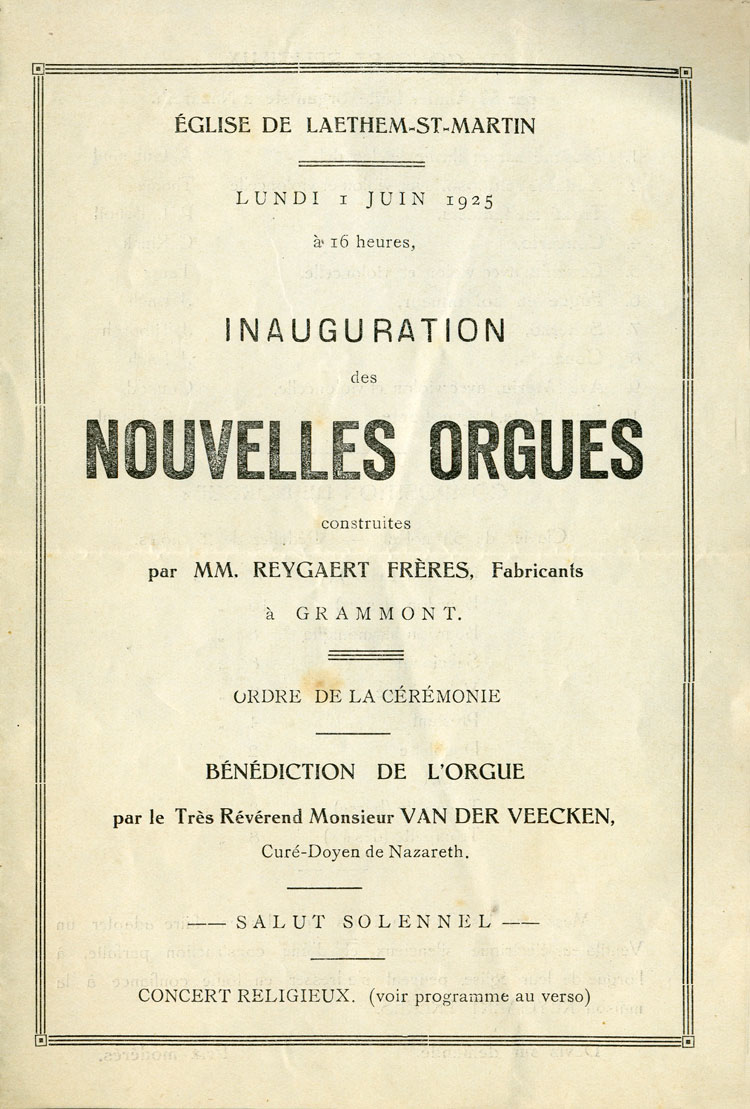 ÉGLISE DE LAETHEM-ST-MARTIN
LUNDI 1 JUIN 1925
à 16 heures,
INAUGURATION
des
NOUVELLES ORGUES
construites
par MM. REYGAERT FRÈRES, Fabricants
à GRAMMONT.
ORDRE DE LA CÉRÉMONIE
BÉNÉDICTION DE L'ORGUE
par le Très Révérend Monsieur VAN DER VEECKEN,
Curé-Doyen de Nazareth.
— SALUT SOLENNEL —
CONCERT RELIGIEUX. (voir programme au verso)